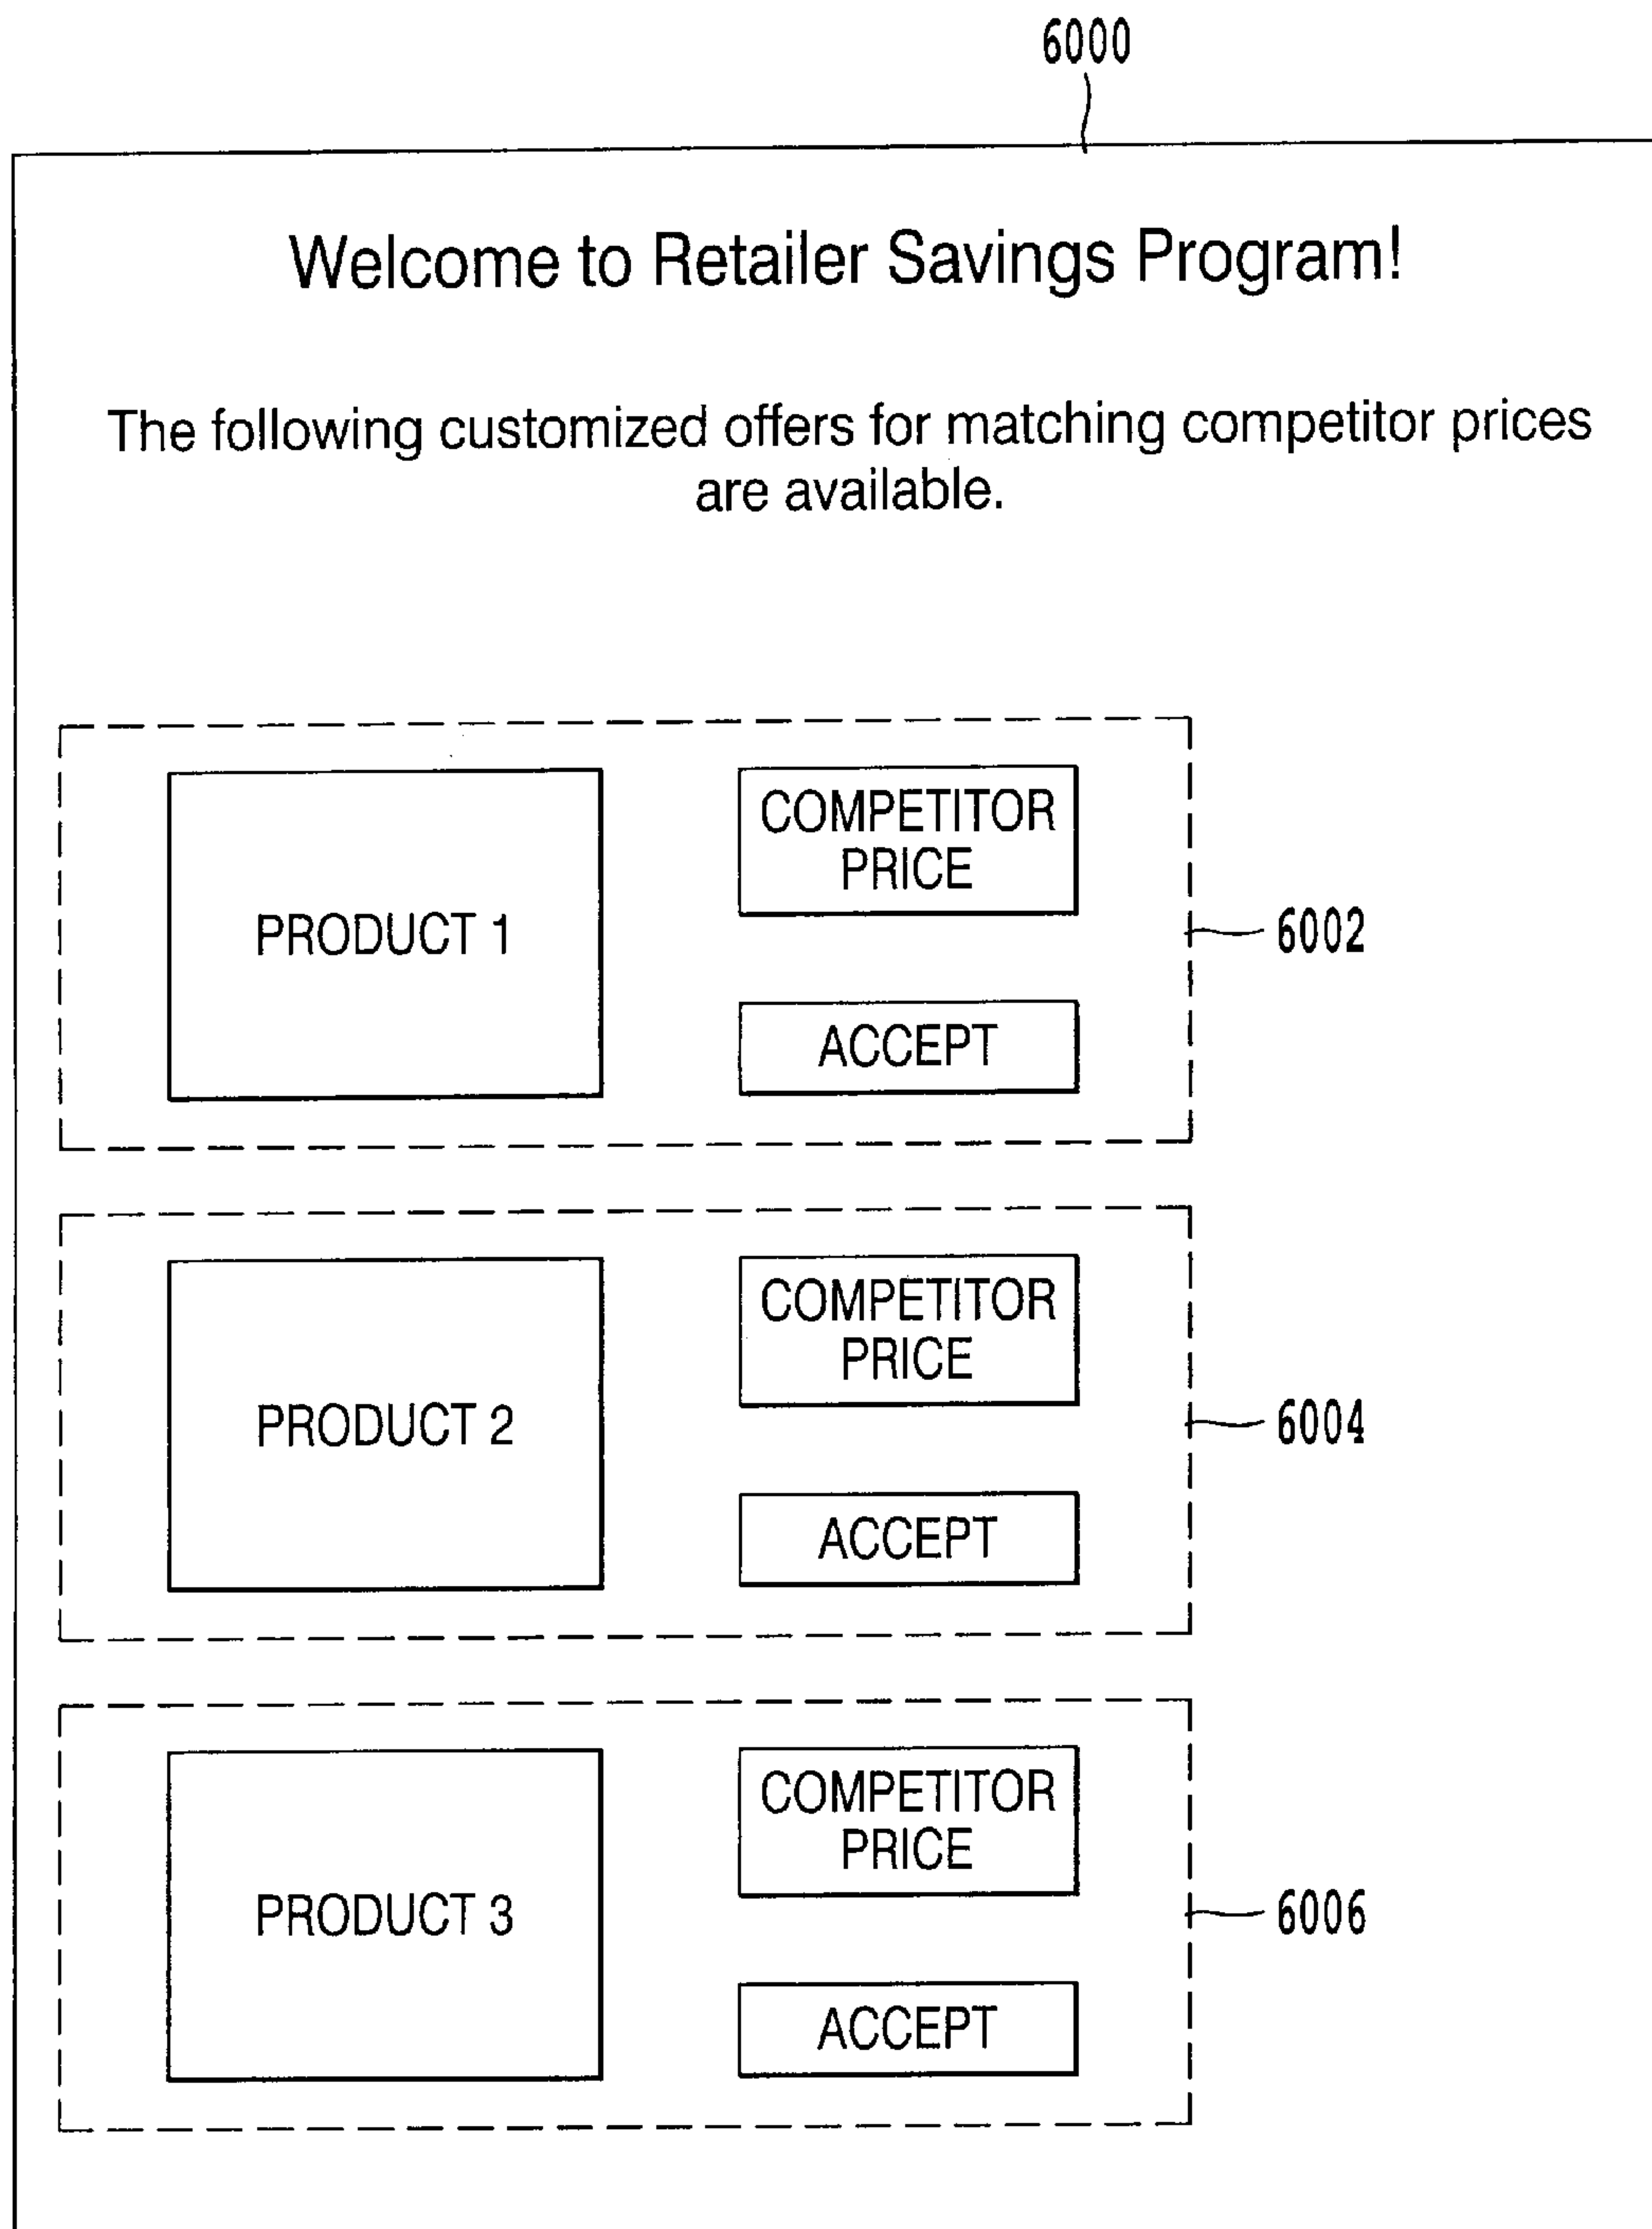 6000
Welcome to Retailer Savings Program!
The following customized offers for matching competitor prices
are available.
PRODUCT 1
COMPETITOR
PRICE
ACCEPT
6002
PRODUCT 2
COMPETITOR
PRICE
ACCEPT
6004
PRODUCT 3
COMPETITOR
PRICE
ACCEPT
6006